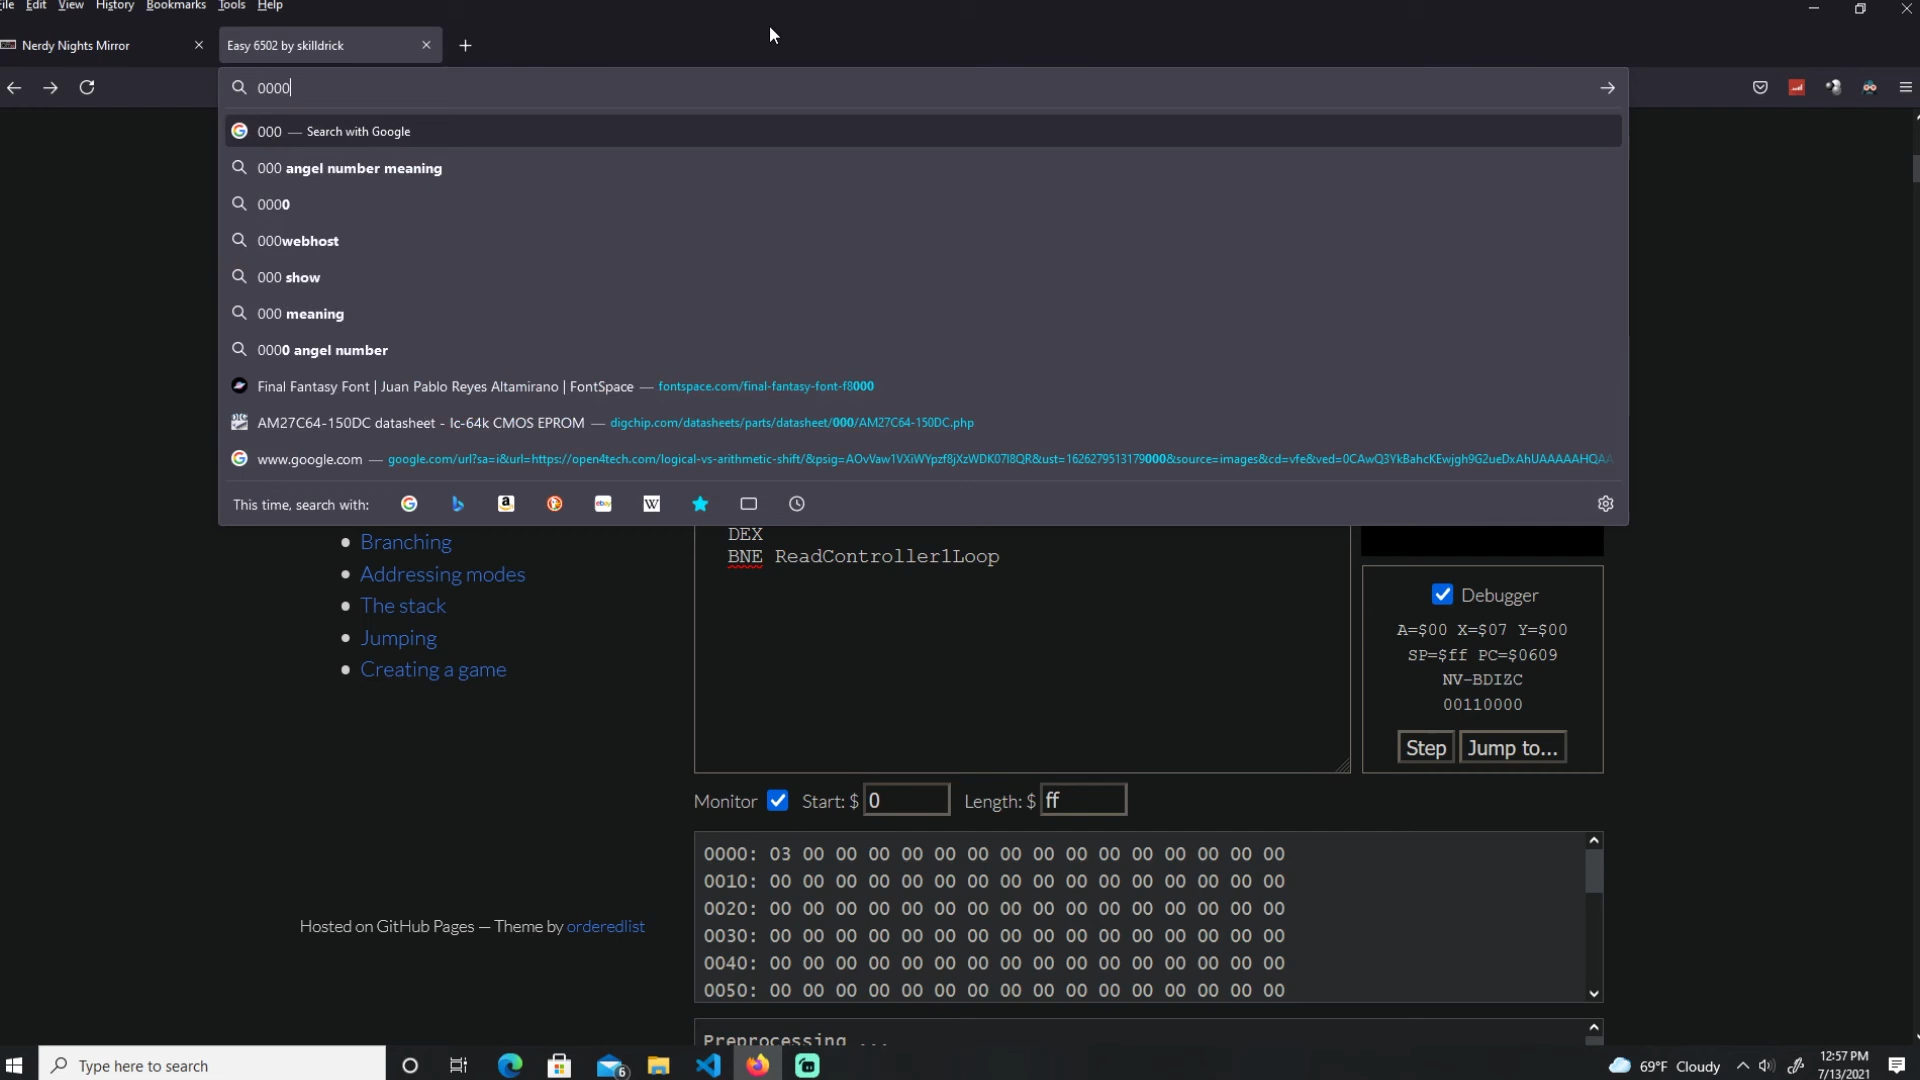 ile Edit View History Bookmarks Tools Help
Nerdy Nights Mirror
Easy 6502 by skilldrick
0000
000 — Search with Google
000 angel number meaning
0000
000webhost
000 show
000 meaning
0000 angel number
Final Fantasy Font | Juan Pablo Reyes Altamirano | FontSpace — fontspace.com/final-fantasy-font-f8000
AM27C64-150DC datasheet - Ic-64k CMOS EPROM — digchip.com/datasheets/parts/datasheet/000/AM27C64-150DC.php
www.google.com — google.com/url?sa=i&url=https://open4tech.com/logical-vs-arithmetic-shift/&psig=AOvVaw1VXiWYpzf8jXzWDK07I8QR&ust=1626279513179000&source=images&cd=vfe&ved=0CAwQ3YkBahcKEwjgh9G2ueDxAhUAAAAAHQAA
This time, search with:
DEX
BNE ReadController1Loop
Branching
Addressing modes
The stack
Jumping
Creating a game
Debugger
A=$00 X=$07 Y=$00
SP=$ff PC=$0609
NV-BDIZC
00110000
Step Jump to...
Monitor Start: $ 0 Length: $ ff
0000: 03 00 00 00 00 00 00 00 00 00 00 00 00 00 00 00
0010: 00 00 00 00 00 00 00 00 00 00 00 00 00 00 00 00
0020: 00 00 00 00 00 00 00 00 00 00 00 00 00 00 00 00
0030: 00 00 00 00 00 00 00 00 00 00 00 00 00 00 00 00
0040: 00 00 00 00 00 00 00 00 00 00 00 00 00 00 00 00
0050: 00 00 00 00 00 00 00 00 00 00 00 00 00 00 00 00
Hosted on GitHub Pages — Theme by orderedlist
Preprocessing ...
Type here to search
6
69°F Cloudy
12:57 PM
7/13/2021